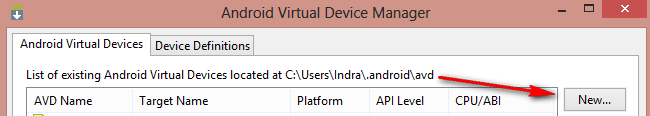 Android Virtual Device Manager
Android Virtual Devices Device Definitions
List of existing Android Virtual Devices located at C:\Users\Indra\.android\avd
AVD Name Target Name Platform API Level CPU/ABI New...